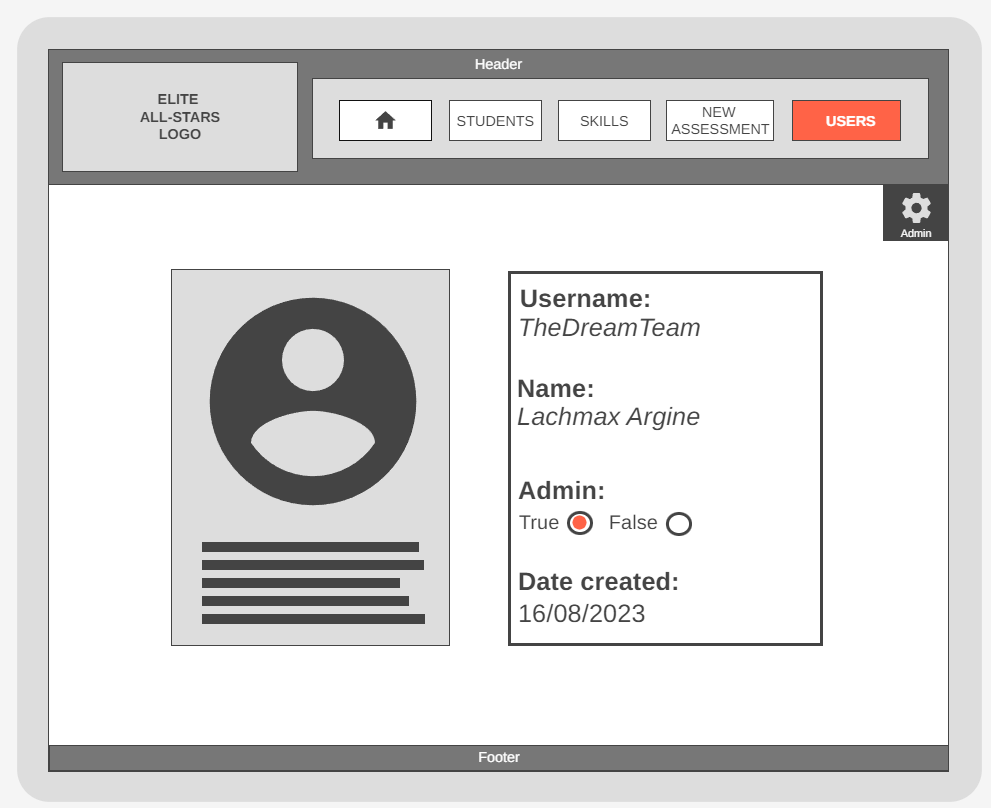 Header
ELITE
ALL-STARS
LOGO
STUDENTS
SKILLS
NEW
ASSESSMENT
USERS
Admin
Username:
TheDreamTeam
Name:
Lachmax Argine
Admin:
True False
Date created:
16/08/2023
Footer